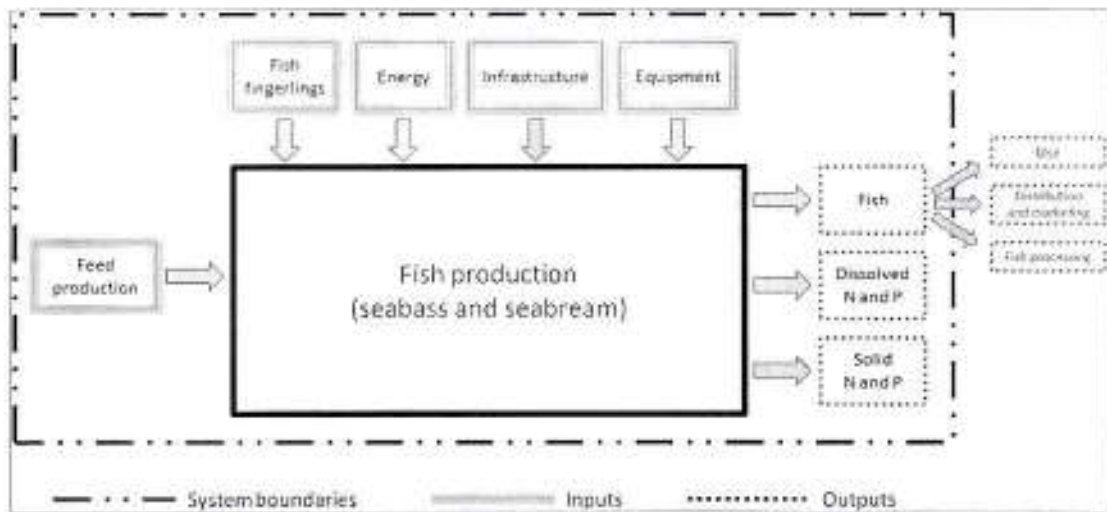 Fish
fingerlings
Energy
Infrastructure
Equipment
Feed
production
Fish production
(seabass and seabream)
Fish
Dissolved
N and P
Solid
N and P
Use
Distribution
and marketing
Fish processing
System boundaries
Inputs
Outputs